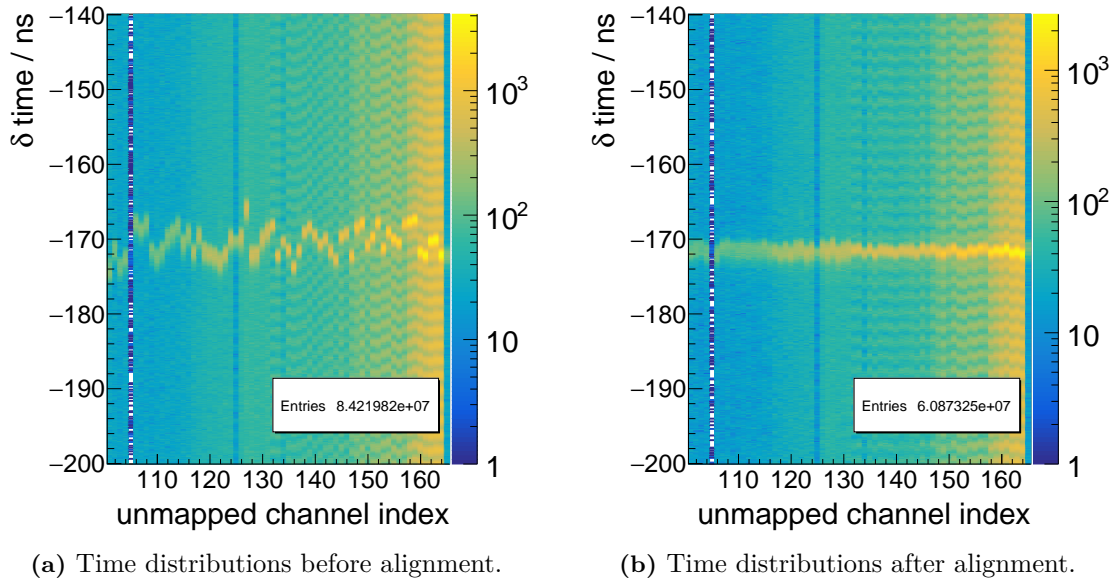 −140
−150
−160
−170
−180
−190
−200
δ time / ns
110 120 130 140 150 160
unmapped channel index
Entries 8.421982e+07
10³
10²
10
1
(a) Time distributions before alignment.
−140
−150
−160
−170
−180
−190
−200
δ time / ns
110 120 130 140 150 160
unmapped channel index
Entries 6.087325e+07
10³
10²
10
1
(b) Time distributions after alignment.